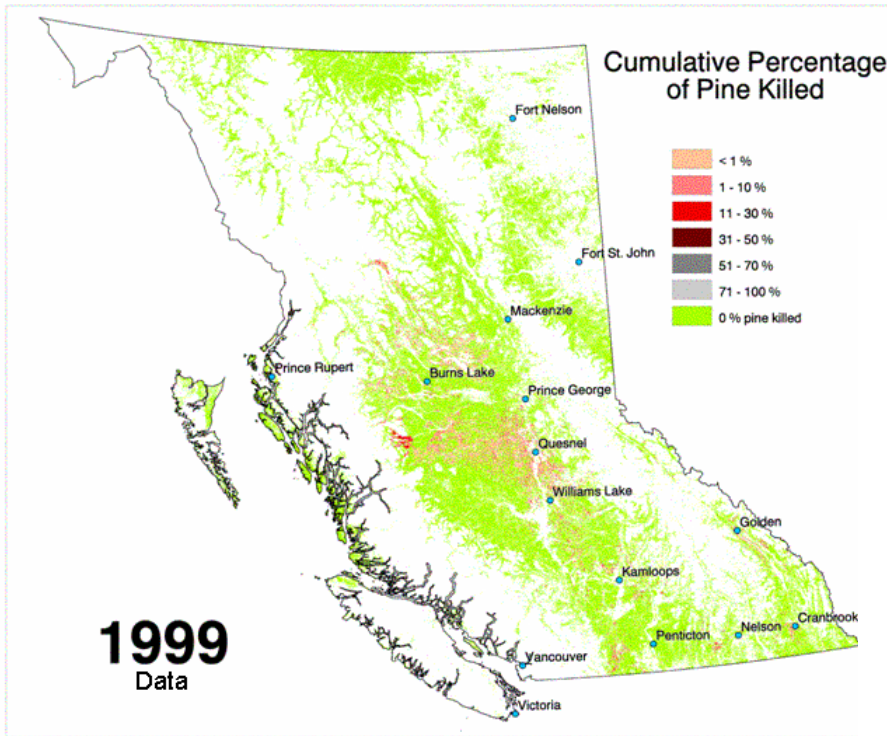 Cumulative Percentage
of Pine Killed
< 1 %
1 - 10 %
11 - 30 %
31 - 50 %
51 - 70 %
71 - 100 %
0 % pine killed
Fort Nelson
Fort St. John
Mackenzie
Prince Rupert
Burns Lake
Prince George
Quesnel
Williams Lake
Golden
Kamloops
Cranbrook
Nelson
Penticton
Vancouver
Victoria
1999
Data